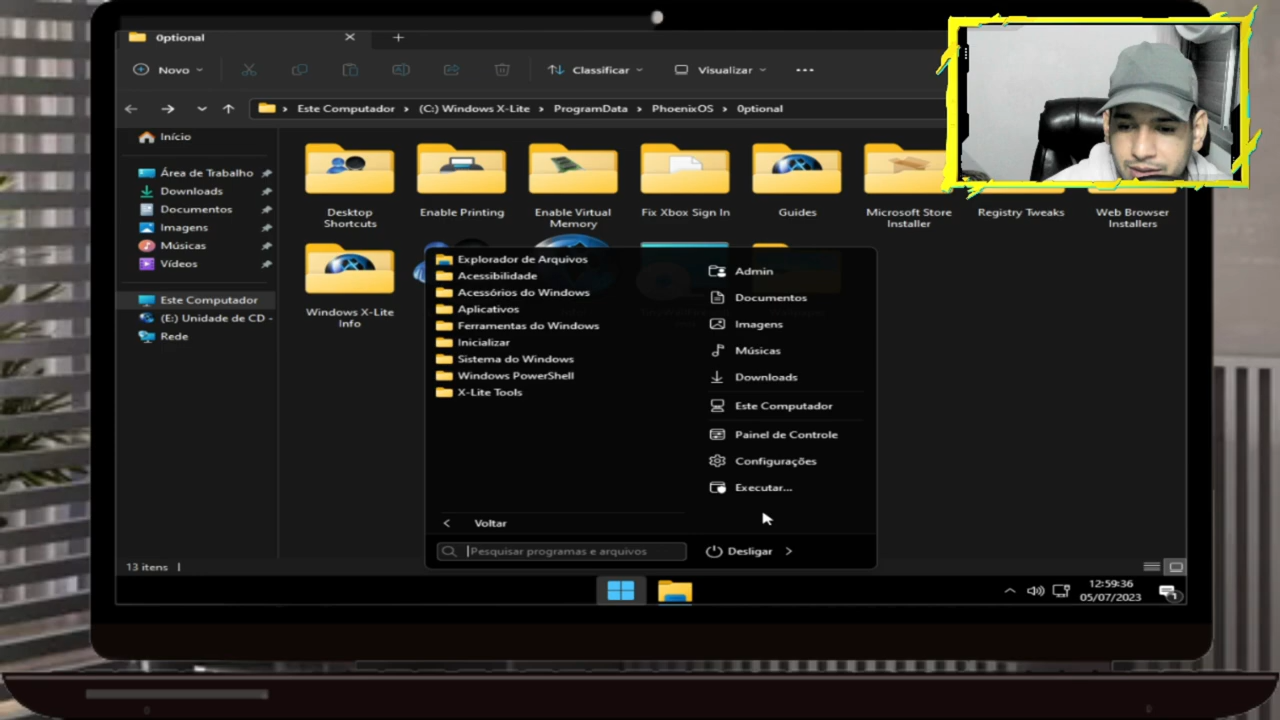 0ptional
Novo
Classificar
Visualizar
Este Computador
(C:) Windows X-Lite
ProgramData
PhoenixOS
0ptional
Início
Área de Trabalho
Downloads
Documentos
Imagens
Músicas
Vídeos
Este Computador
(E:) Unidade de CD -
Rede
Desktop
Shortcuts
Enable Printing
Enable Virtual
Memory
Fix Xbox Sign In
Guides
Microsoft Store
Installer
Registry Tweaks
Web Browser
Installers
Windows X-Lite
Info
Explorador de Arquivos
Acessibilidade
Acessórios do Windows
Aplicativos
Ferramentas do Windows
Inicializar
Sistema do Windows
Windows PowerShell
X-Lite Tools
Voltar
Pesquisar programas e arquivos
Admin
Documentos
Imagens
Músicas
Downloads
Este Computador
Painel de Controle
Configurações
Executar...
Desligar
13 itens
12:59:36
05/07/2023
1